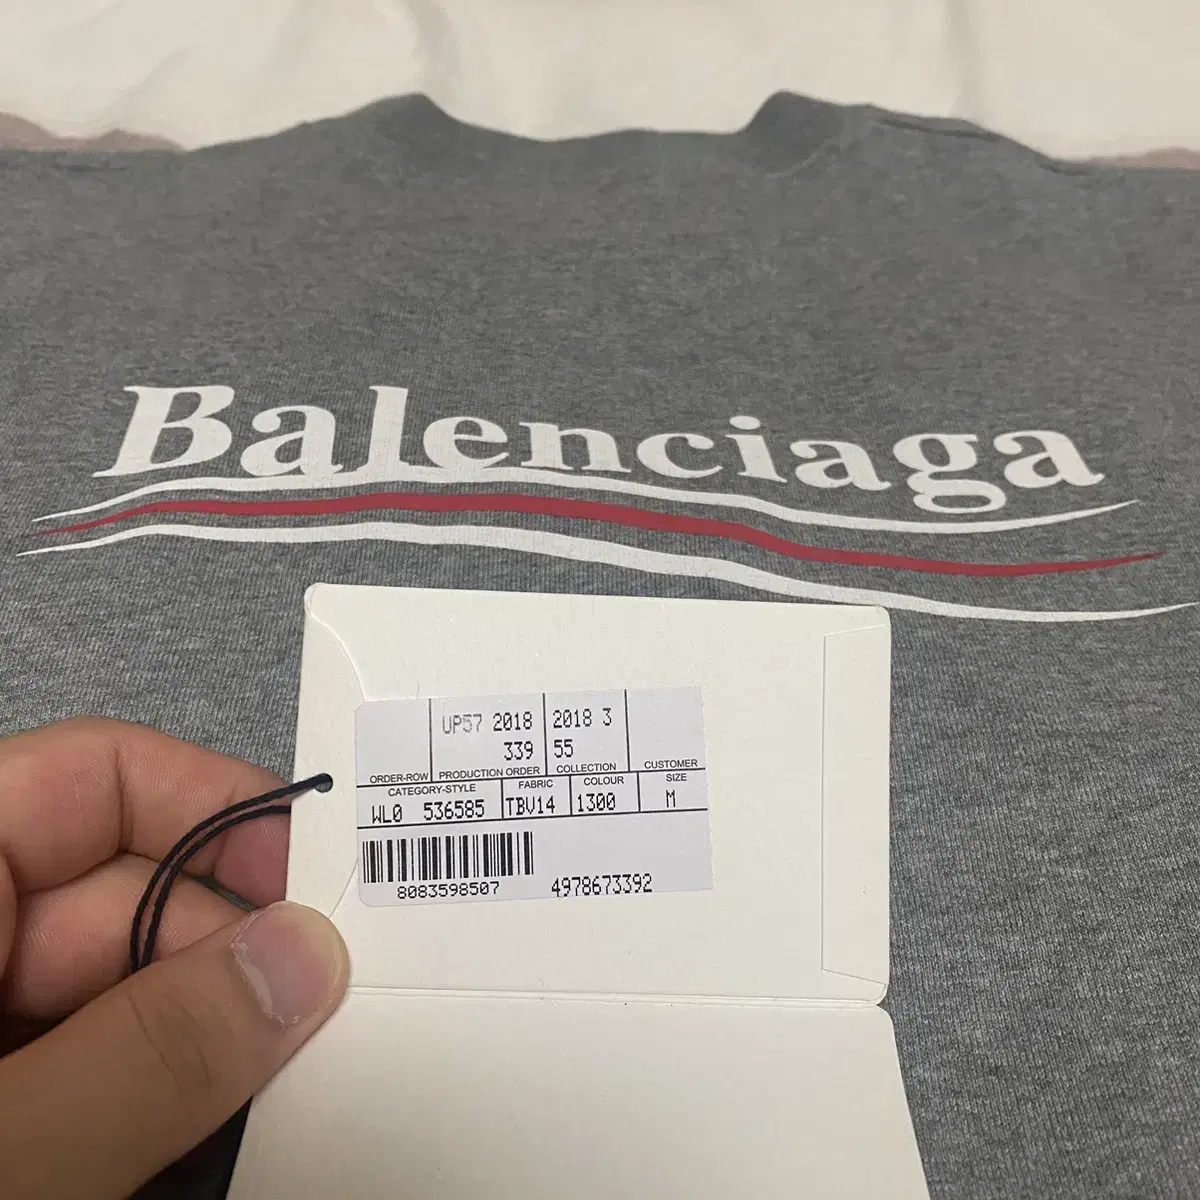 Balenciaga
UP57 2018 2018 3
339 55
ORDER-ROW PRODUCTION ORDER COLLECTION CUSTOMER
CATEGORY-STYLE FABRIC COLOUR SIZE
WL0 536585 TBV14 1300 M
8083598507 4978673392